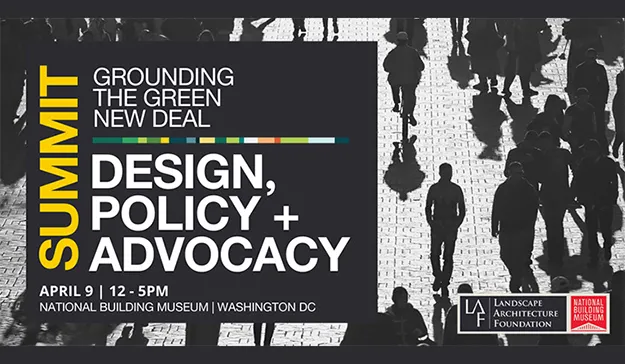 SUMMIT
GROUNDING
THE GREEN
NEW DEAL
DESIGN,
POLICY +
ADVOCACY
APRIL 9 | 12 - 5PM
NATIONAL BUILDING MUSEUM | WASHINGTON DC
LAF
LANDSCAPE
ARCHITECTURE
FOUNDATION
NATIONAL
BUILDING
MUSEUM